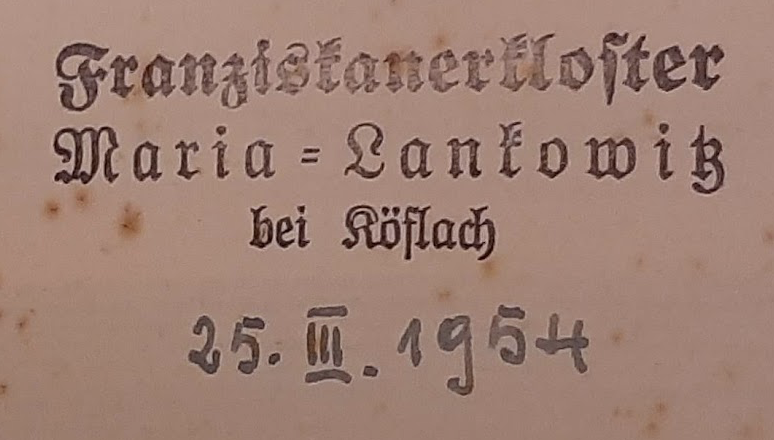 Franziskanerkloster
Maria-Lankowitz
bei Köflach
25. III. 1954